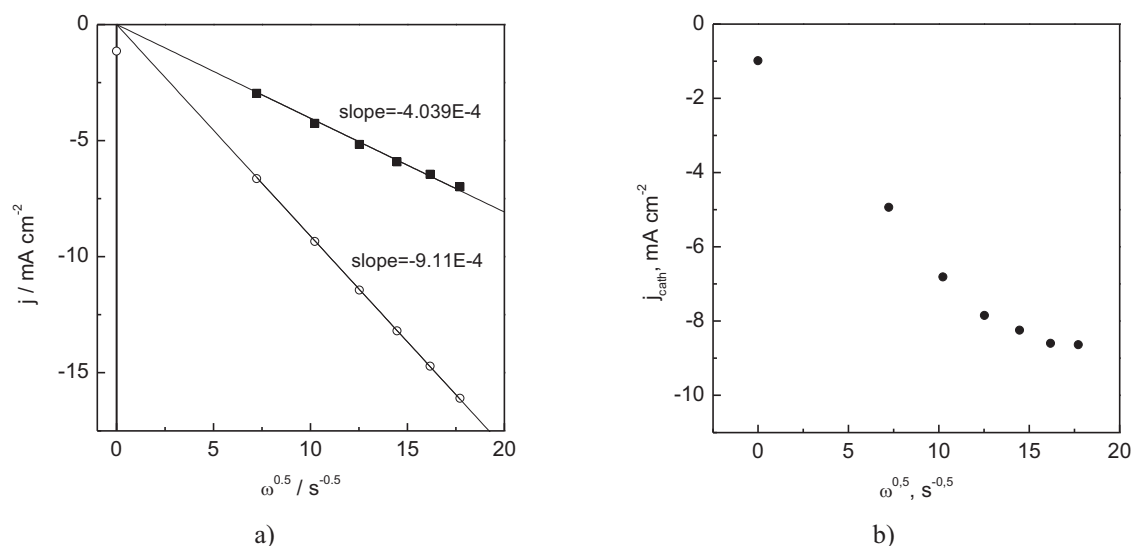 0
-5
-10
-15
j / mA cm-2
slope=-4.039E-4
slope=-9.11E-4
0 5 10 15 20
ω0.5 / s-0.5
a)
0
-2
-4
-6
-8
-10
jcath, mA cm-2
0 5 10 15 20
ω0,5, s-0,5
b)